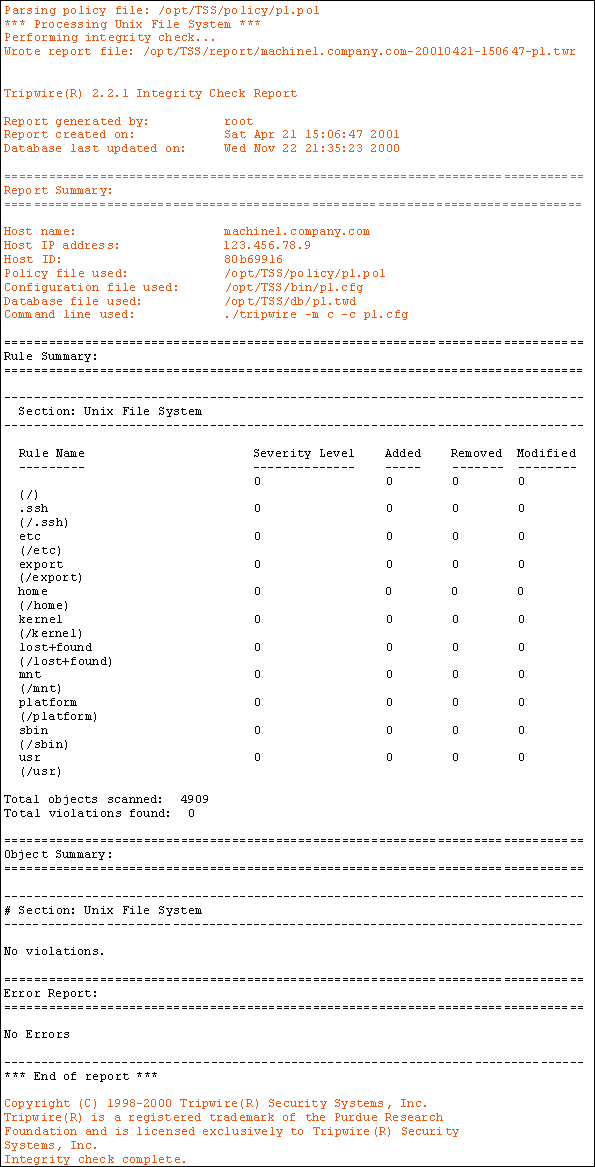 Parsing policy file: /opt/TSS/policy/pl.pol
*** Processing Unix File System ***
Performing integrity check...
Wrote report file: /opt/TSS/report/machinel.company.com-20010421-150647-pl.twr
Tripwire(R) 2.2.1 Integrity Check Report
Report generated by: root
Report created on: Sat Apr 21 15:06:47 2001
Database last updated on: Wed Nov 22 21:35:23 2000
===============================================================================
Report Summary:
===============================================================================
Host name: machinel.company.com
Host IP address: 123.456.78.9
Host ID: 80b69916
Policy file used: /opt/TSS/policy/pl.pol
Configuration file used: /opt/TSS/bin/pl.cfg
Database file used: /opt/TSS/db/pl.twd
Command line used: ./tripwire -m c -c pl.cfg
===============================================================================
Rule Summary:
===============================================================================
-------------------------------------------------------------------------------
Section: Unix File System
-------------------------------------------------------------------------------
Rule Name Severity Level Added Removed Modified
--------- -------------- ----- ------- --------
0 0 0 0
(/)
.ssh 0 0 0 0
(/.ssh)
etc 0 0 0 0
(/etc)
export 0 0 0 0
(/export)
home 0 0 0 0
(/home)
kernel 0 0 0 0
(/kernel)
lost+found 0 0 0 0
(/lost+found)
mnt 0 0 0 0
(/mnt)
platform 0 0 0 0
(/platform)
sbin 0 0 0 0
(/sbin)
usr 0 0 0 0
(/usr)
Total objects scanned: 4909
Total violations found: 0
===============================================================================
Object Summary:
===============================================================================
-------------------------------------------------------------------------------
# Section: Unix File System
-------------------------------------------------------------------------------
No violations.
===============================================================================
Error Report:
===============================================================================
No Errors
-------------------------------------------------------------------------------
*** End of report ***
Copyright (C) 1998-2000 Tripwire(R) Security Systems, Inc.
Tripwire(R) is a registered trademark of the Purdue Research
Foundation and is licensed exclusively to Tripwire(R) Security
Systems, Inc.
Integrity check complete.